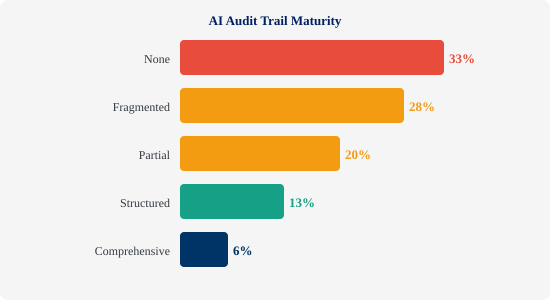 AI Audit Trail Maturity
None 33%
Fragmented 28%
Partial 20%
Structured 13%
Comprehensive 6%